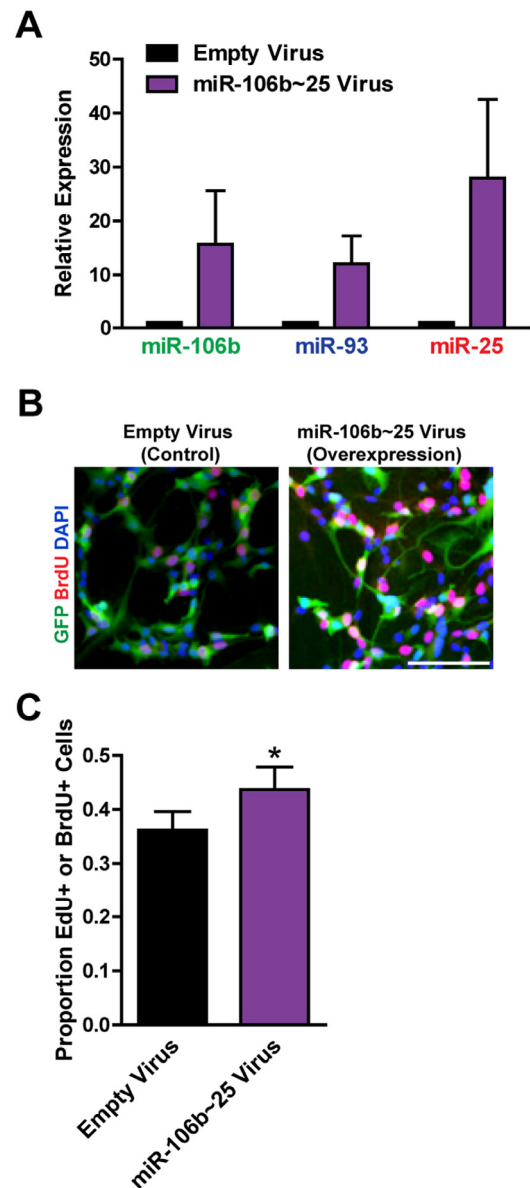 A
Empty Virus
miR-106b~25 Virus
Relative Expression
50
40
30
20
10
0
miR-106b miR-93 miR-25
B
Empty Virus
(Control)
miR-106b~25 Virus
(Overexpression)
GFP BrdU DAPI
C
Proportion EdU+ or BrdU+ Cells
0.5
0.4
0.3
0.2
0.1
0.0
*
Empty Virus
miR-106b~25 Virus